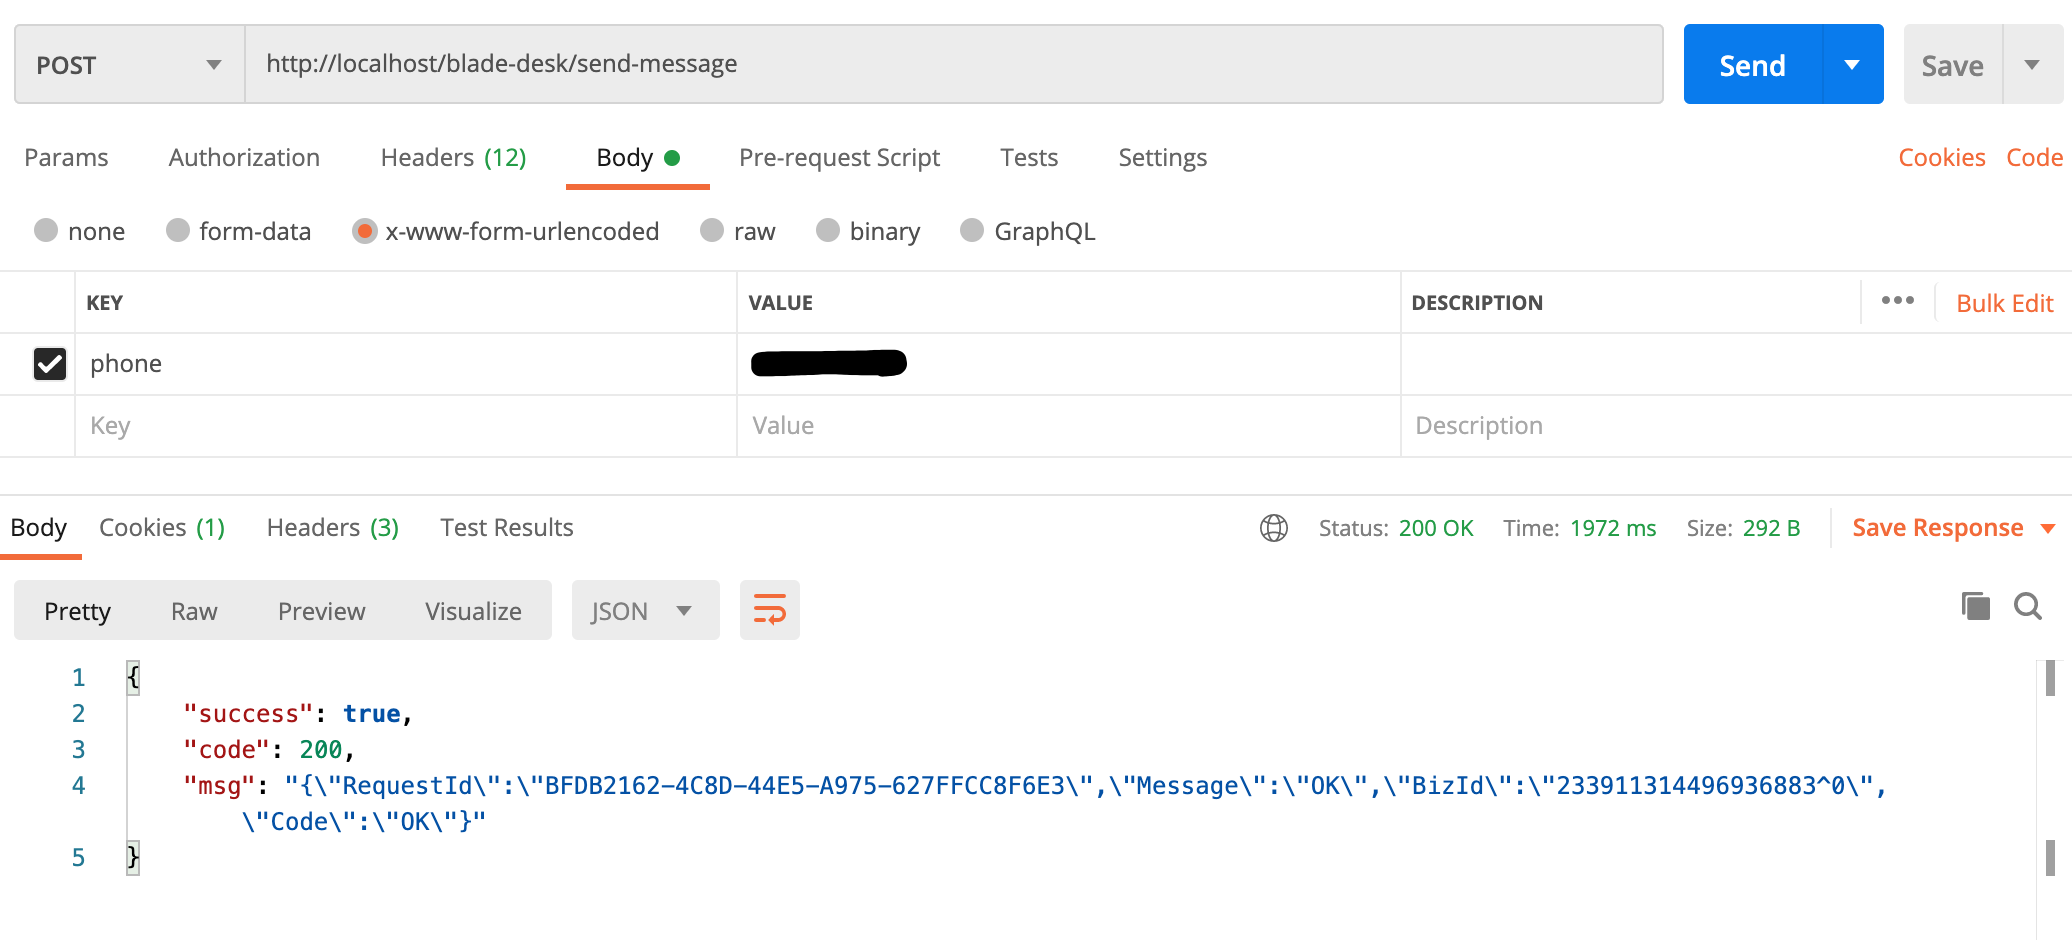 POST http://localhost/blade-desk/send-message Send Save
Params Authorization Headers (12) Body Pre-request Script Tests Settings Cookies Code
none form-data x-www-form-urlencoded raw binary GraphQL
KEY VALUE DESCRIPTION ••• Bulk Edit
phone
Key Value Description
Body Cookies (1) Headers (3) Test Results Status: 200 OK Time: 1972 ms Size: 292 B Save Response
Pretty Raw Preview Visualize JSON
1 {
2 "success": true,
3 "code": 200,
4 "msg": "{\"RequestId\":\"BFDB2162-4C8D-44E5-A975-627FFCC8F6E3\",\"Message\":\"OK\",\"BizId\":\"233911314496936883^0\",
\"Code\":\"OK\"}"
5 }